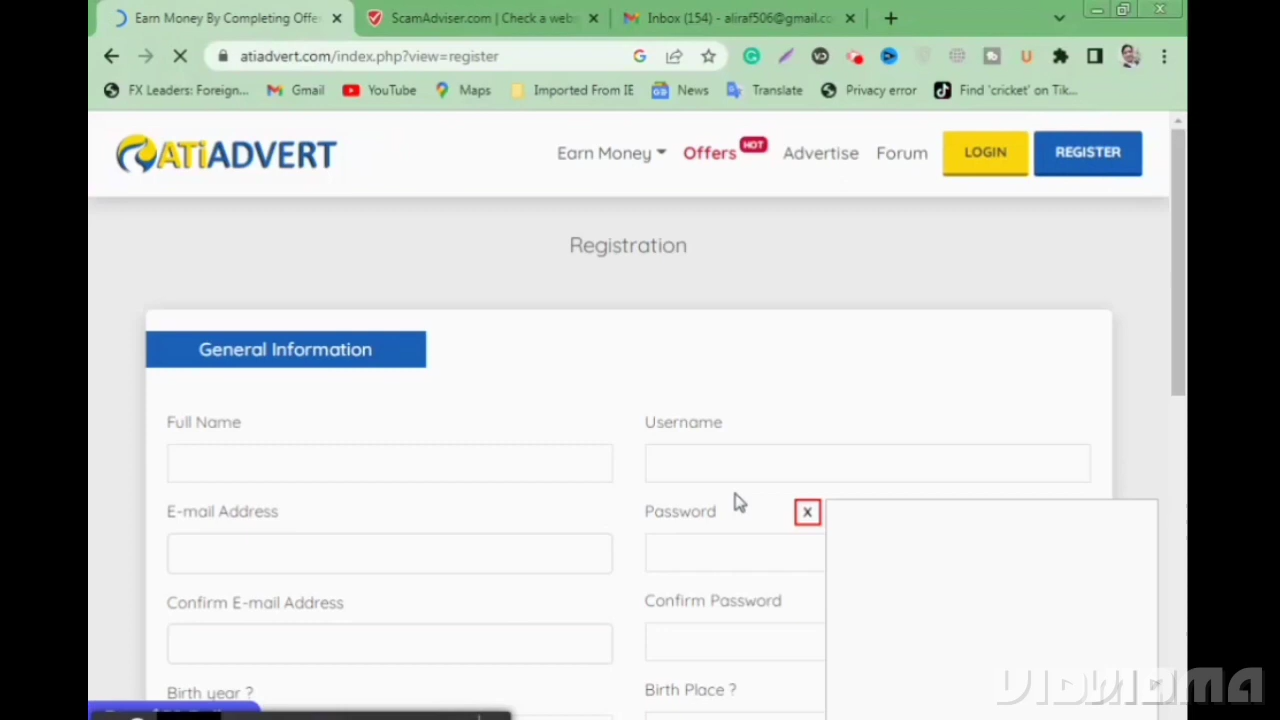 Earn Money By Completing Offe
ScamAdviser.com | Check a webs
Inbox (154) - aliraf506@gmail.co
atiadvert.com/index.php?view=register
FX Leaders: Foreign...
Gmail
YouTube
Maps
Imported From IE
News
Translate
Privacy error
Find 'cricket' on Tik...
ATiADVERT
Earn Money
Offers
HOT
Advertise
Forum
LOGIN
REGISTER
Registration
General Information
Full Name
Username
E-mail Address
Password
X
Confirm E-mail Address
Confirm Password
Birth year ?
Birth Place ?
VIDMAMA